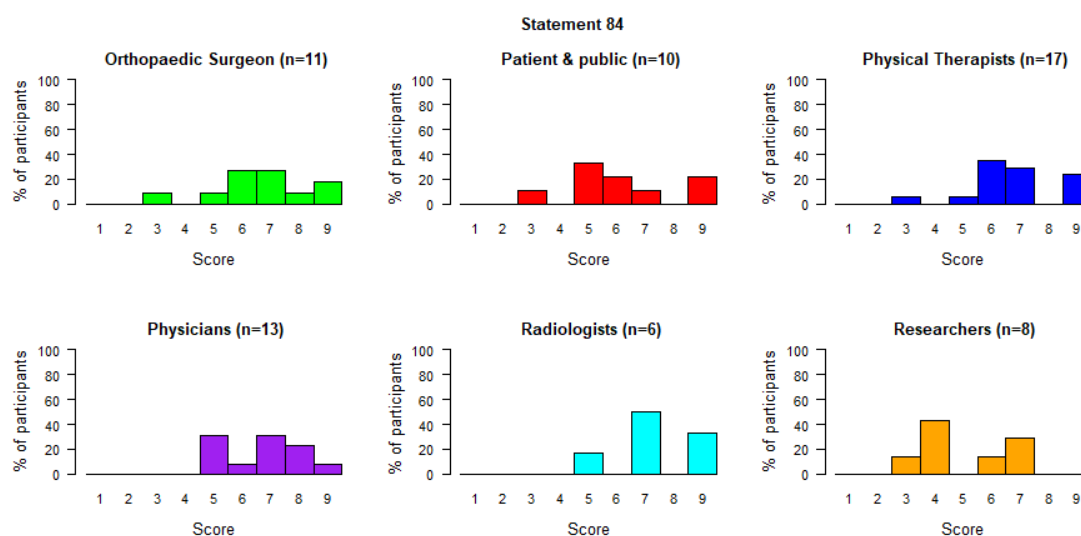 Statement 84
Orthopaedic Surgeon (n=11)
% of participants
100
80
60
40
20
0
1 2 3 4 5 6 7 8 9
Score
Patient & public (n=10)
% of participants
100
80
60
40
20
0
1 2 3 4 5 6 7 8 9
Score
Physical Therapists (n=17)
% of participants
100
80
60
40
20
0
1 2 3 4 5 6 7 8 9
Score
Physicians (n=13)
% of participants
100
80
60
40
20
0
1 2 3 4 5 6 7 8 9
Score
Radiologists (n=6)
% of participants
100
80
60
40
20
0
1 2 3 4 5 6 7 8 9
Score
Researchers (n=8)
% of participants
100
80
60
40
20
0
1 2 3 4 5 6 7 8 9
Score